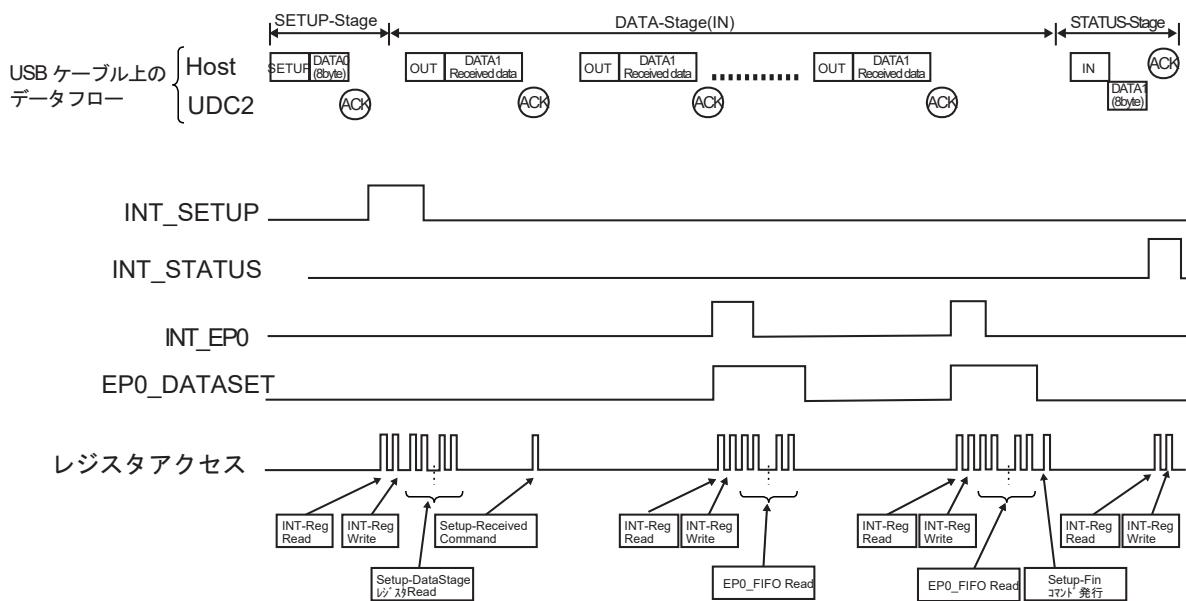 SETUP-Stage
DATA-Stage(IN)
STATUS-Stage
USB ケーブル上の
データフロー
Host
UDC2
SETUP
DATA0
(8byte)
ACK
OUT
DATA1
Received data
ACK
OUT
DATA1
Received data
ACK
OUT
DATA1
Received data
ACK
IN
DATA1
(8byte)
ACK
INT_SETUP
INT_STATUS
INT_EP0
EP0_DATASET
レジスタアクセス
INT-Reg
Read
INT-Reg
Write
Setup-Received
Command
INT-Reg
Read
INT-Reg
Write
INT-Reg
Read
INT-Reg
Write
INT-Reg
Read
INT-Reg
Write
Setup-DataStage
ﾚｼﾞｽﾀRead
EP0_FIFO Read
EP0_FIFO Read
Setup-Fin
ｺﾏﾝﾄﾞ発行